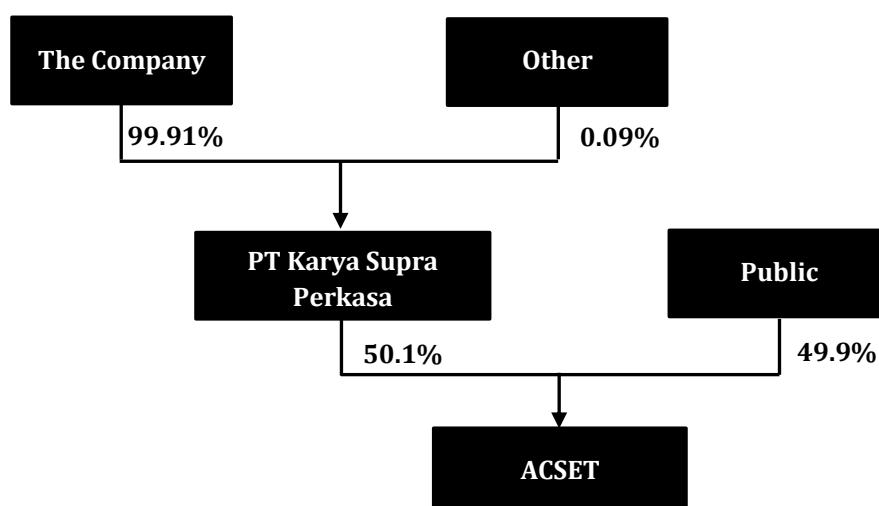 The Company
Other
99.91%
0.09%
PT Karya Supra
Perkasa
Public
50.1%
49.9%
ACSET